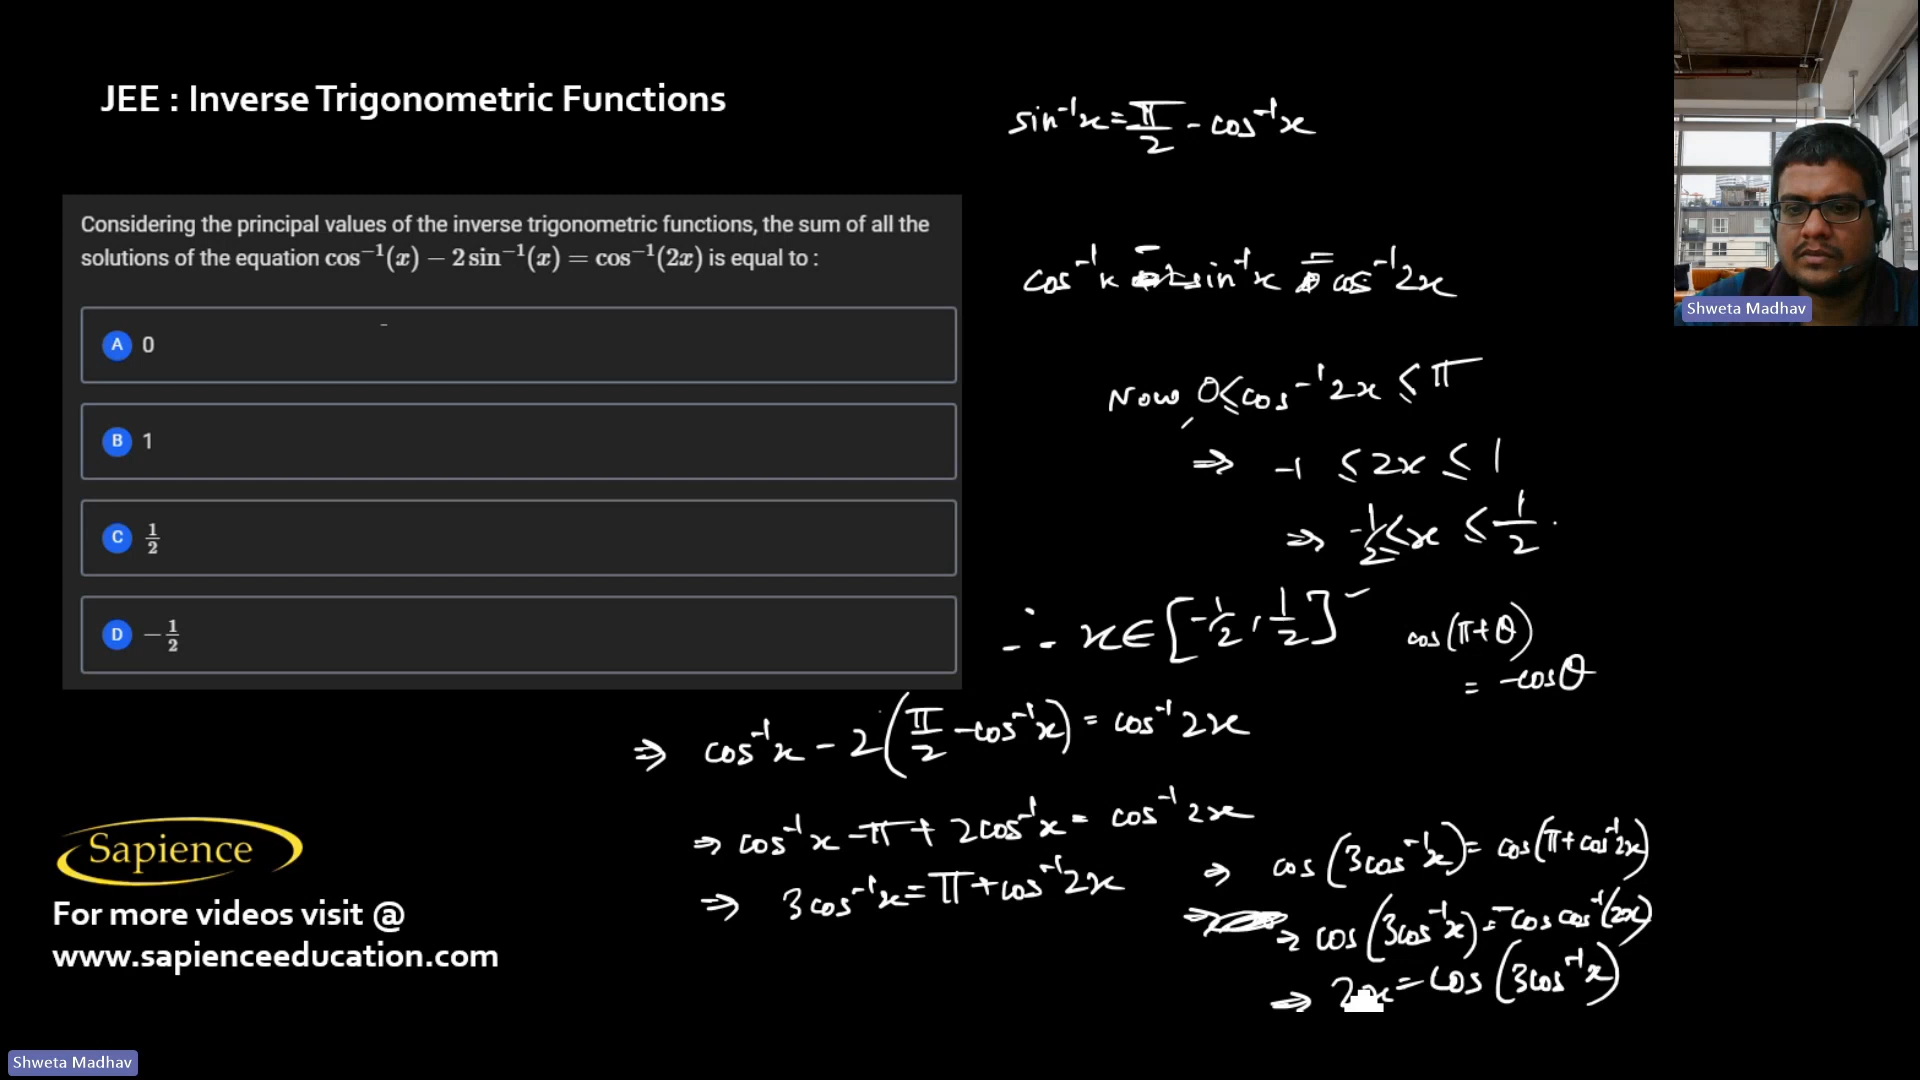 JEE : Inverse Trigonometric Functions
Considering the principal values of the inverse trigonometric functions, the sum of all the
solutions of the equation cos⁻¹(x) − 2 sin⁻¹(x) = cos⁻¹(2x) is equal to :
A 0
B 1
C 1/2
D −1/2
sin⁻¹x = π/2 - cos⁻¹x
cos⁻¹x - 2sin⁻¹x = cos⁻¹2x
Now, 0 ≤ cos⁻¹2x ≤ π
⇒ -1 ≤ 2x ≤ 1
⇒ -1/2 ≤ x ≤ 1/2
∴ x ∈ [-1/2, 1/2]
cos(π+θ)
= -cosθ
⇒ cos⁻¹x - 2(π/2 - cos⁻¹x) = cos⁻¹2x
⇒ cos⁻¹x - π + 2cos⁻¹x = cos⁻¹2x
⇒ 3cos⁻¹x = π + cos⁻¹2x
⇒ cos(3cos⁻¹x) = cos(π + cos⁻¹2x)
⇒ cos(3cos⁻¹x) = -cos cos⁻¹(2x)
⇒ 2x = cos(3cos⁻¹x)
Sapience
For more videos visit @
www.sapienceeducation.com
Shweta Madhav
Shweta Madhav